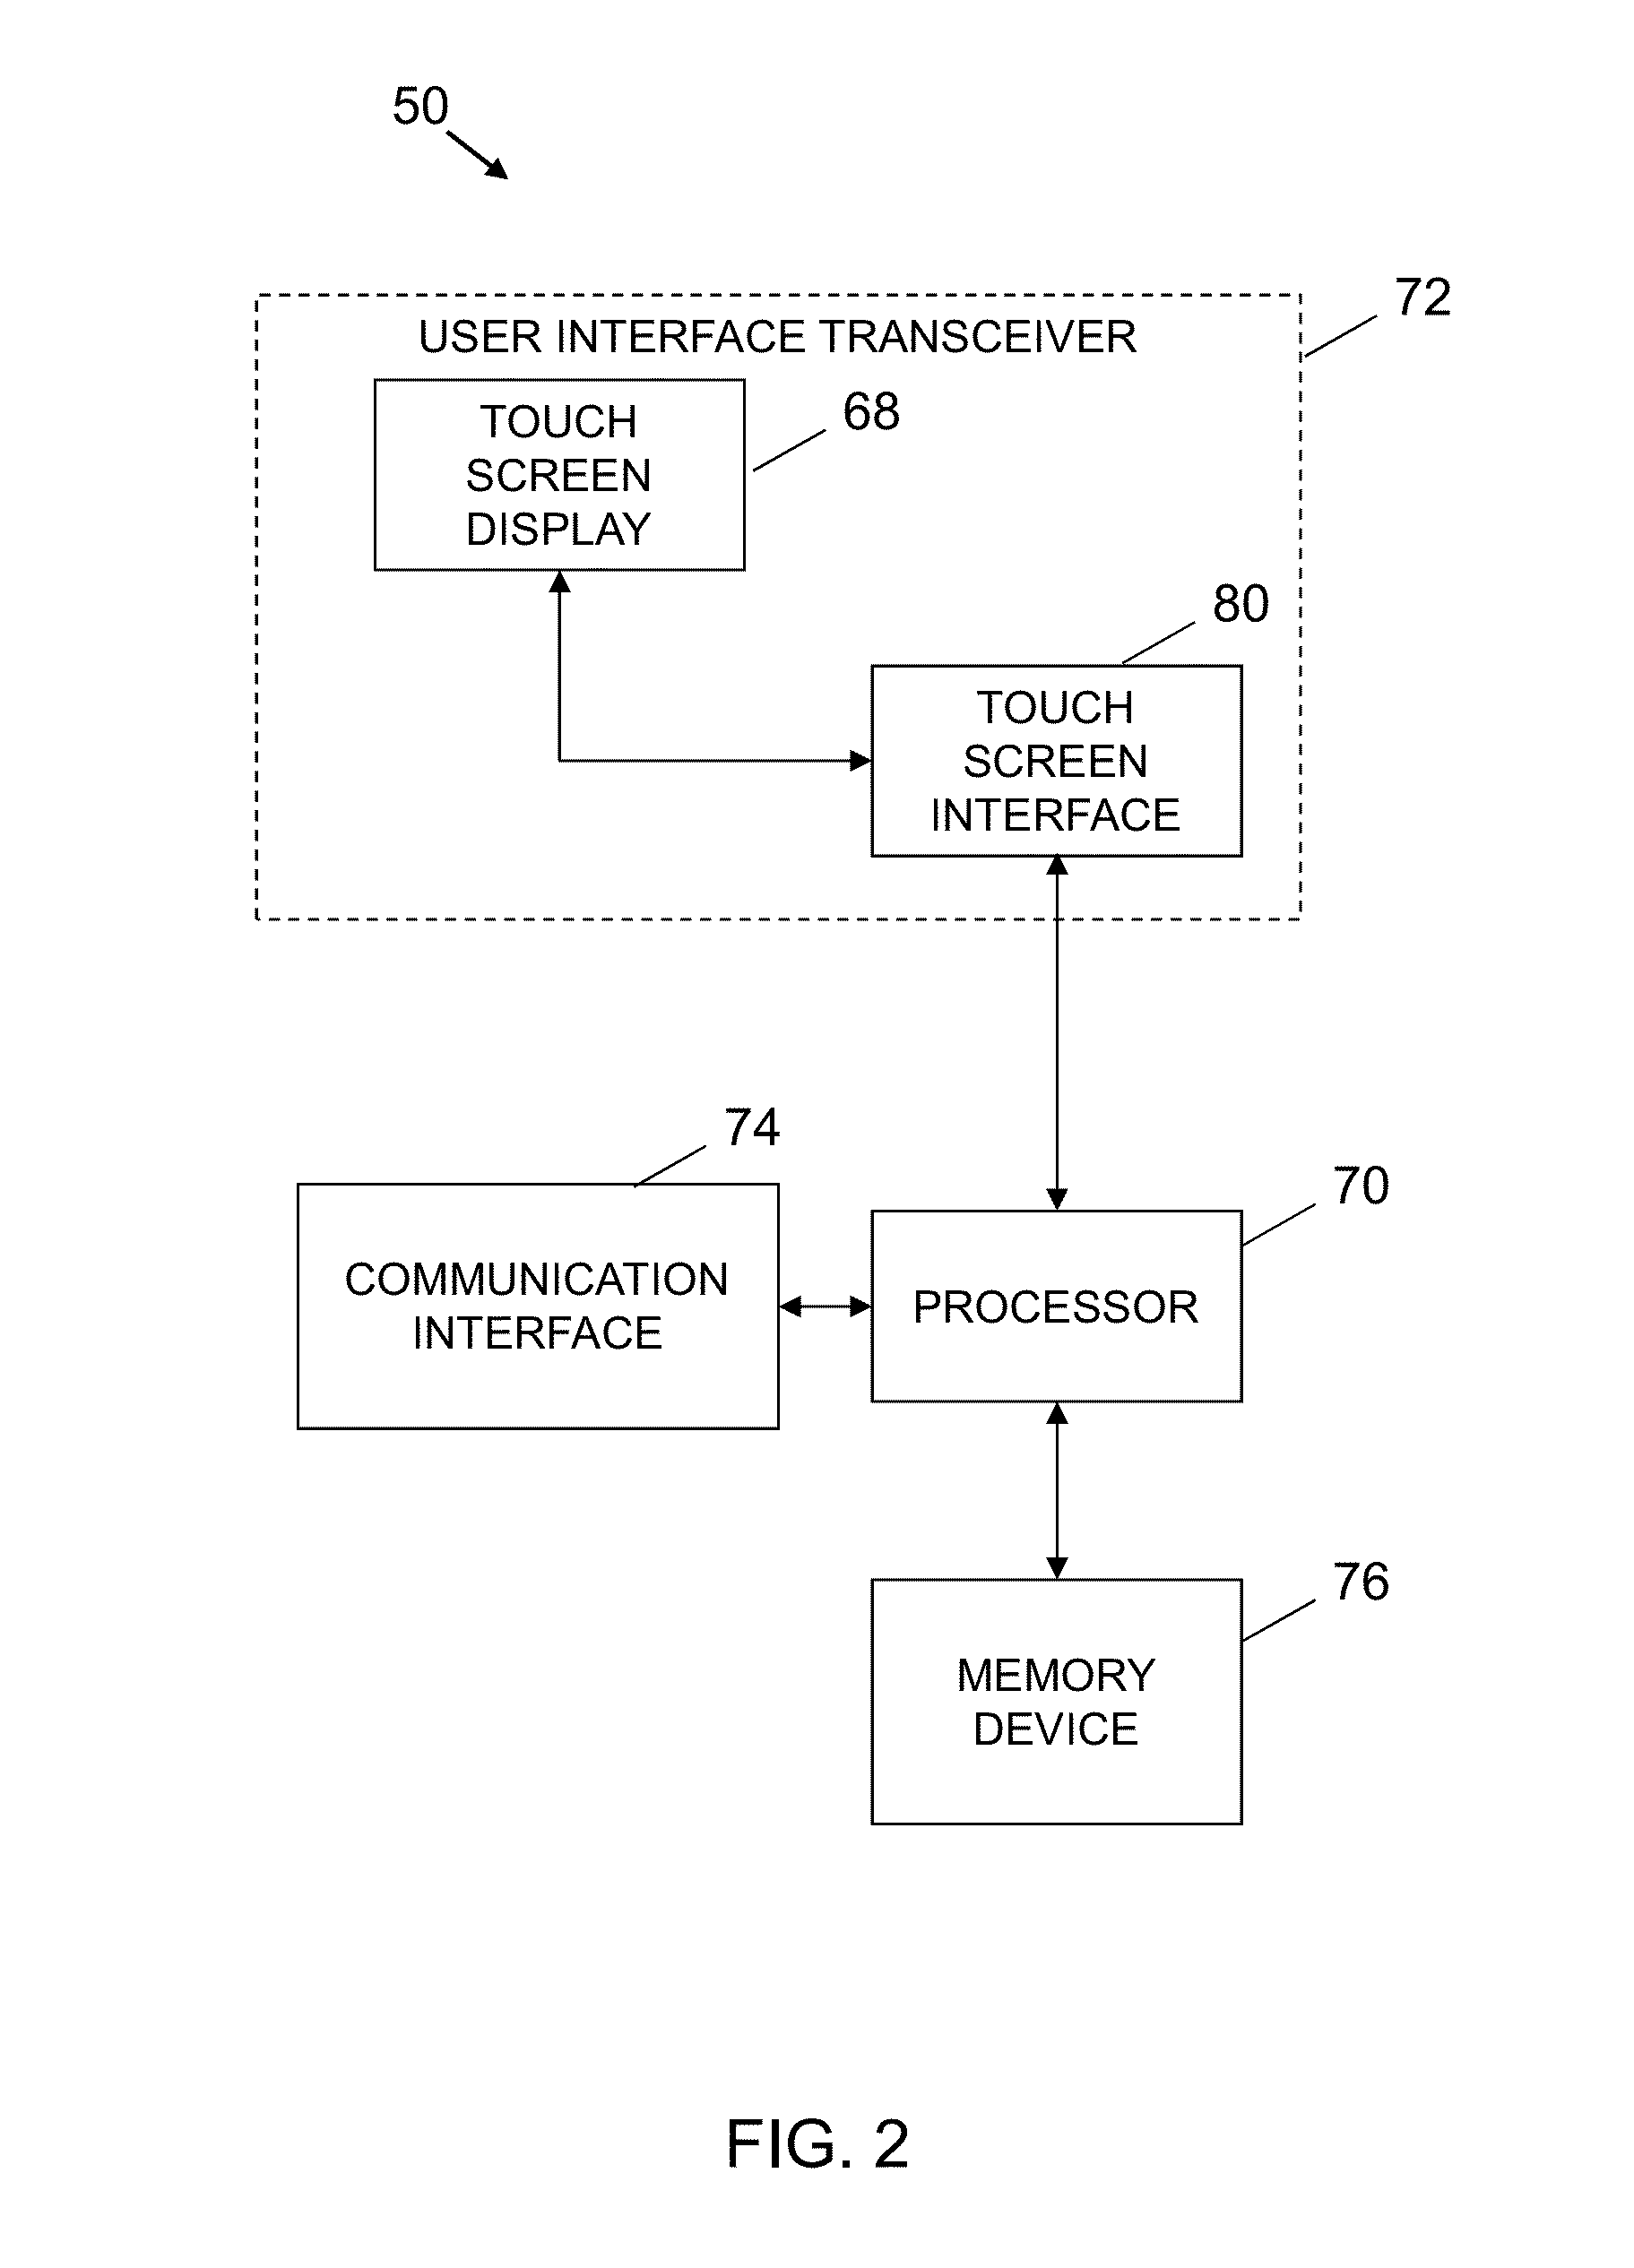 50
72
USER INTERFACE TRANSCEIVER
68
TOUCH
SCREEN
DISPLAY
80
TOUCH
SCREEN
INTERFACE
74
COMMUNICATION
INTERFACE
70
PROCESSOR
76
MEMORY
DEVICE
FIG. 2